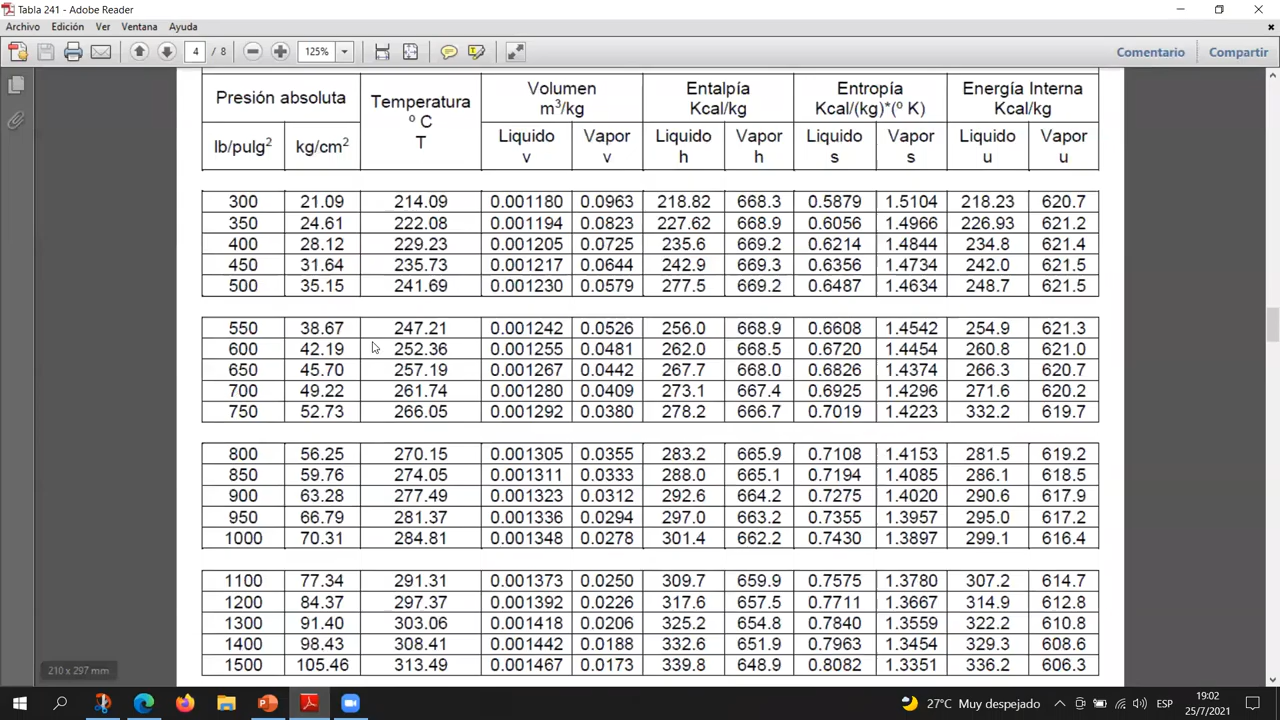 Tabla 241 - Adobe Reader
Archivo Edición Ver Ventana Ayuda
4 / 8 125% Comentario Compartir
Presión absoluta Temperatura º C T Volumen m³/kg Entalpía Kcal/kg Entropía Kcal/(kg)*(º K) Energía Interna Kcal/kg
lb/pulg² kg/cm² Liquido v Vapor v Liquido h Vapor h Liquido s Vapor s Liquido u Vapor u
300 21.09 214.09 0.001180 0.0963 218.82 668.3 0.5879 1.5104 218.23 620.7
350 24.61 222.08 0.001194 0.0823 227.62 668.9 0.6056 1.4966 226.93 621.2
400 28.12 229.23 0.001205 0.0725 235.6 669.2 0.6214 1.4844 234.8 621.4
450 31.64 235.73 0.001217 0.0644 242.9 669.3 0.6356 1.4734 242.0 621.5
500 35.15 241.69 0.001230 0.0579 277.5 669.2 0.6487 1.4634 248.7 621.5
550 38.67 247.21 0.001242 0.0526 256.0 668.9 0.6608 1.4542 254.9 621.3
600 42.19 252.36 0.001255 0.0481 262.0 668.5 0.6720 1.4454 260.8 621.0
650 45.70 257.19 0.001267 0.0442 267.7 668.0 0.6826 1.4374 266.3 620.7
700 49.22 261.74 0.001280 0.0409 273.1 667.4 0.6925 1.4296 271.6 620.2
750 52.73 266.05 0.001292 0.0380 278.2 666.7 0.7019 1.4223 332.2 619.7
800 56.25 270.15 0.001305 0.0355 283.2 665.9 0.7108 1.4153 281.5 619.2
850 59.76 274.05 0.001311 0.0333 288.0 665.1 0.7194 1.4085 286.1 618.5
900 63.28 277.49 0.001323 0.0312 292.6 664.2 0.7275 1.4020 290.6 617.9
950 66.79 281.37 0.001336 0.0294 297.0 663.2 0.7355 1.3957 295.0 617.2
1000 70.31 284.81 0.001348 0.0278 301.4 662.2 0.7430 1.3897 299.1 616.4
1100 77.34 291.31 0.001373 0.0250 309.7 659.9 0.7575 1.3780 307.2 614.7
1200 84.37 297.37 0.001392 0.0226 317.6 657.5 0.7711 1.3667 314.9 612.8
1300 91.40 303.06 0.001418 0.0206 325.2 654.8 0.7840 1.3559 322.2 610.8
1400 98.43 308.41 0.001442 0.0188 332.6 651.9 0.7963 1.3454 329.3 608.6
1500 105.46 313.49 0.001467 0.0173 339.8 648.9 0.8082 1.3351 336.2 606.3
210 x 297 mm
27°C Muy despejado ESP 19:02
25/7/2021